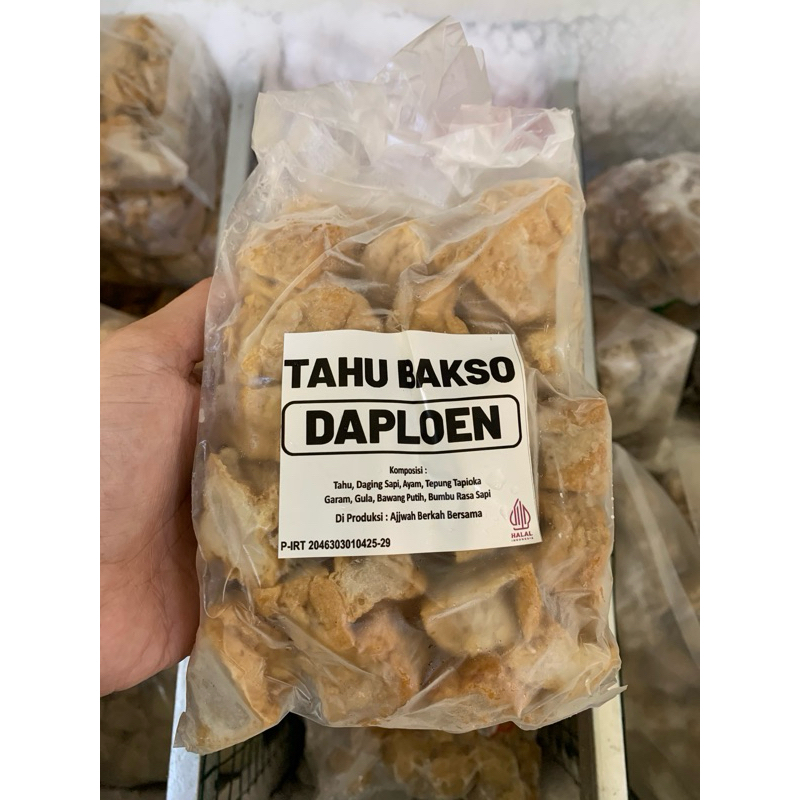 TAHU BAKSO
DAPLOEN
Komposisi :
Tahu, Daging Sapi, Ayam, Tepung Tapioka
Garam, Gula, Bawang Putih, Bumbu Rasa Sapi
Di Produksi : Ajjwah Berkah Bersama
HALAL
INDONESIA
P-IRT 2046303010425-29